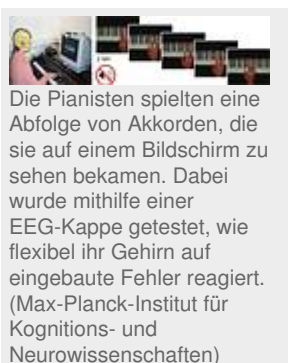 Die Pianisten spielten eine
Abfolge von Akkorden, die
sie auf einem Bildschirm zu
sehen bekamen. Dabei
wurde mithilfe einer
EEG-Kappe getestet, wie
flexibel ihr Gehirn auf
eingebaute Fehler reagiert.
(Max-Planck-Institut für
Kognitions- und
Neurowissenschaften)